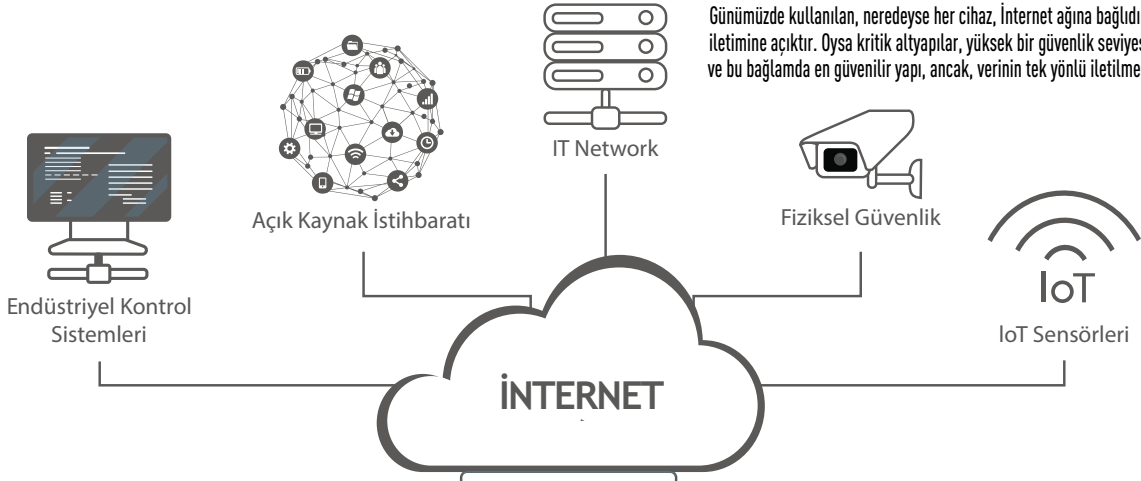 Günümüzde kullanılan, neredeyse her cihaz, İnternet ağına bağlıdı
iletimine açıktır. Oysa kritik altyapılar, yüksek bir güvenlik seviyes
ve bu bağlamda en güvenilir yapı, ancak, verinin tek yönlü iletilme
IT Network
Açık Kaynak İstihbaratı
Fiziksel Güvenlik
IoT
Endüstriyel Kontrol
Sistemleri
IoT Sensörleri
İNTERNET